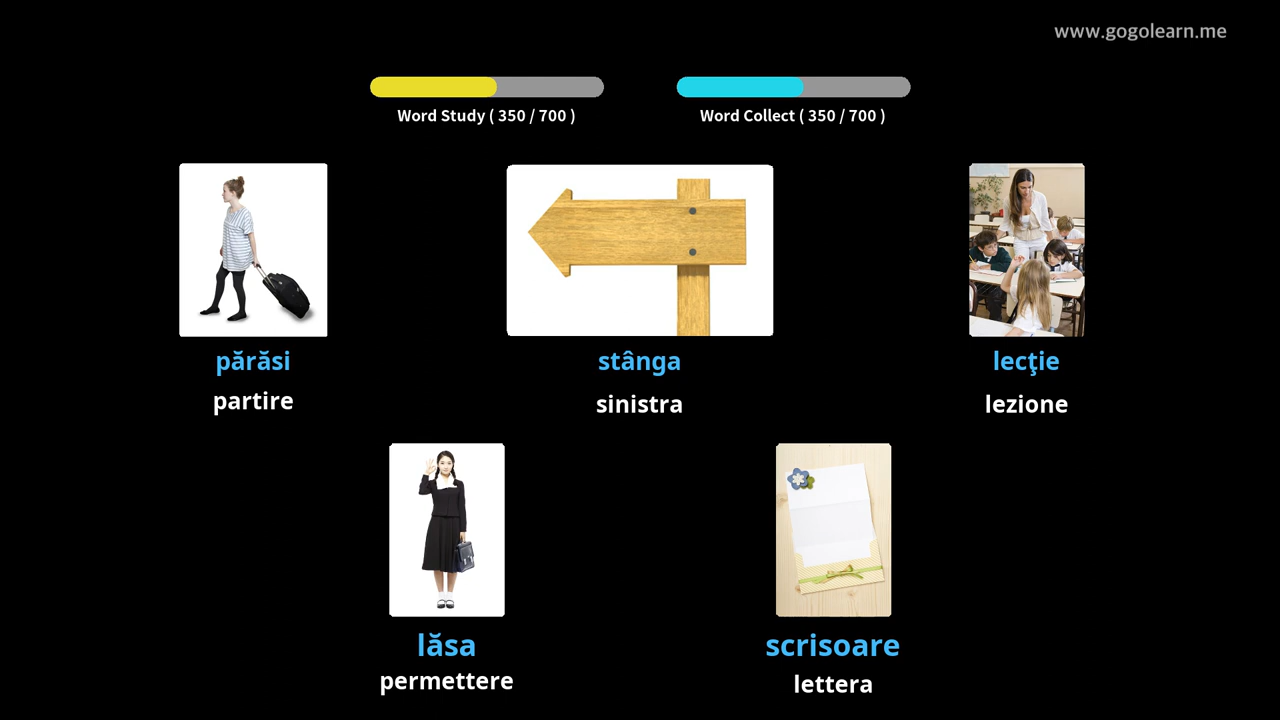 www.gogolearn.me
Word Study ( 350 / 700 )
Word Collect ( 350 / 700 )
părăsi
partire
stânga
sinistra
lecţie
lezione
lăsa
permettere
scrisoare
lettera